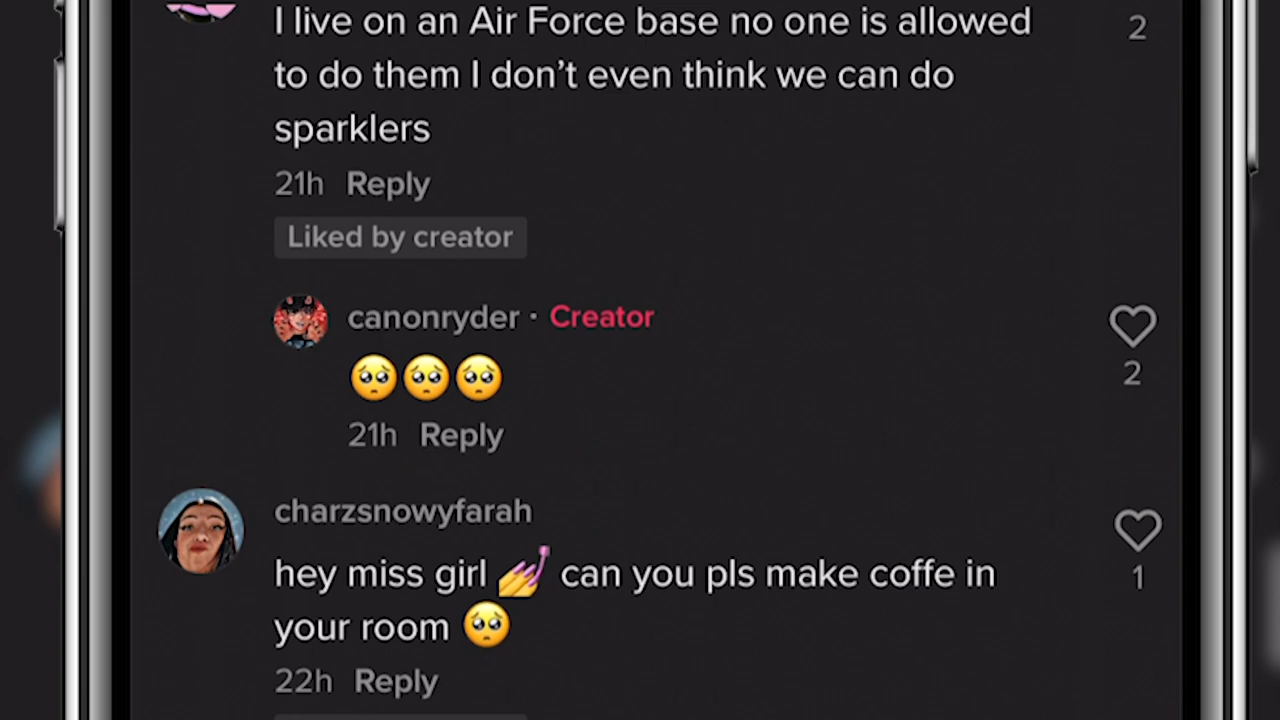 I live on an Air Force base no one is allowed
2
to do them I don't even think we can do
sparklers
21h Reply
Liked by creator
canonryder · Creator
🥺🥺🥺
2
21h Reply
charzsnowyfarah
hey miss girl 💅 can you pls make coffe in
1
your room 🥺
22h Reply